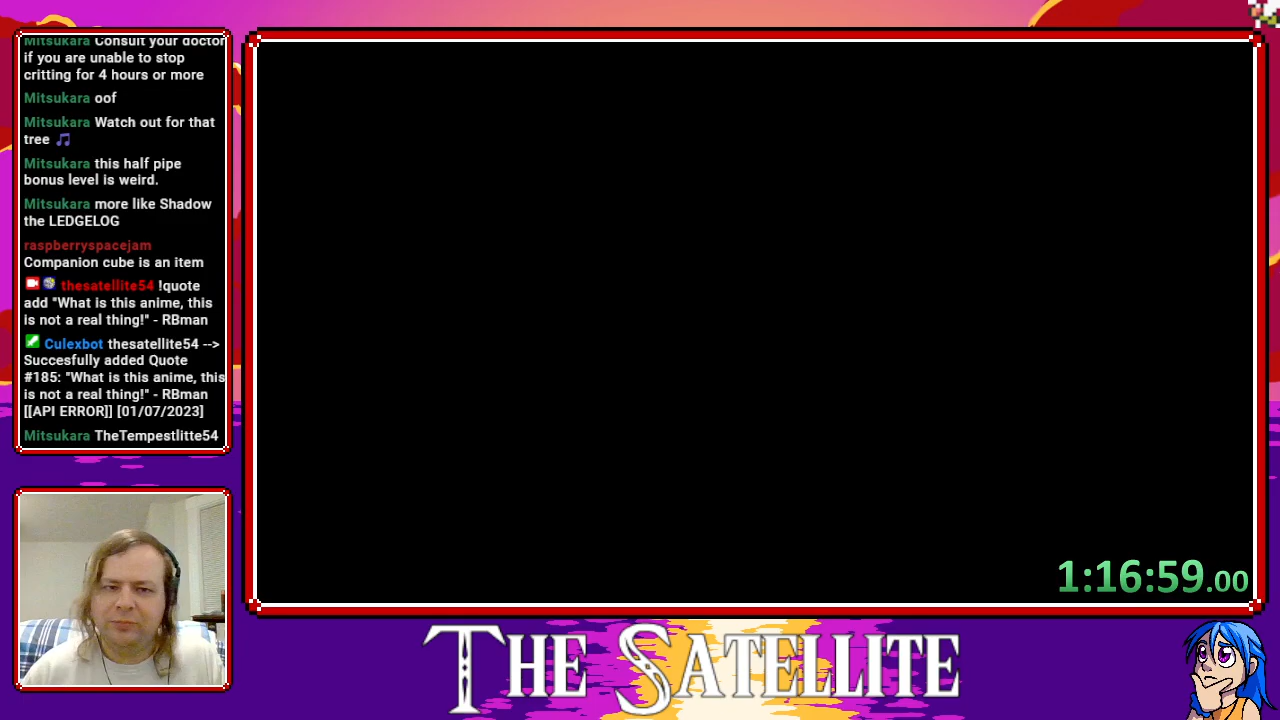 Mitsukara Consult your doctor
if you are unable to stop
critting for 4 hours or more
Mitsukara oof
Mitsukara Watch out for that
tree 🎵
Mitsukara this half pipe
bonus level is weird.
Mitsukara more like Shadow
the LEDGELOG
raspberryspacejam
Companion cube is an item
thesatellite54 !quote
add "What is this anime, this
is not a real thing!" - RBman
Culexbot thesatellite54 -->
Succesfully added Quote
#185: "What is this anime, this
is not a real thing!" - RBman
[[API ERROR]] [01/07/2023]
Mitsukara TheTempestlitte54
1:16:59.00
THE SATELLITE